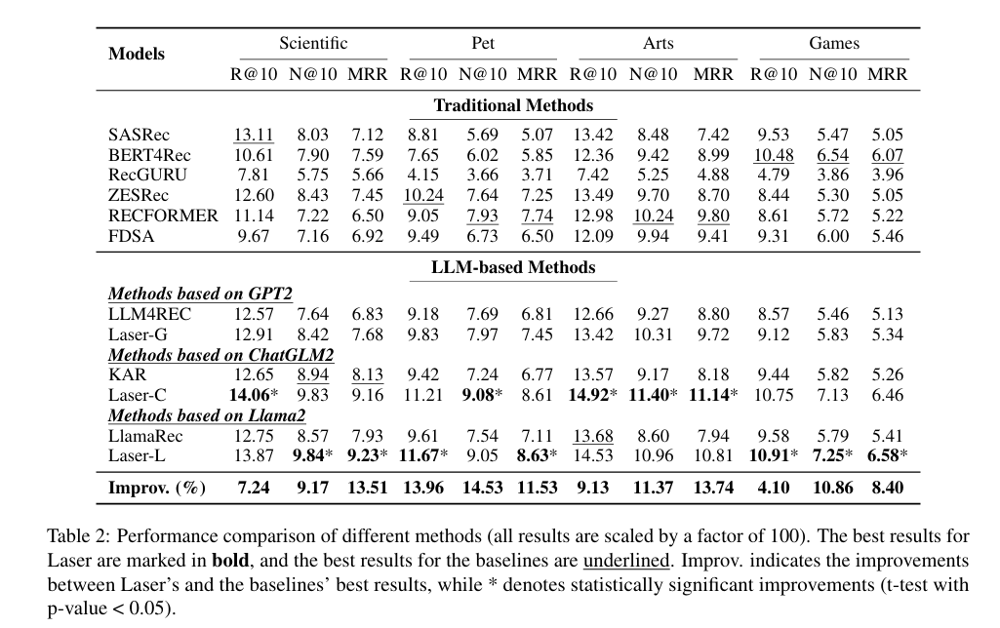 Models Scientific Pet Arts Games
R@10 N@10 MRR R@10 N@10 MRR R@10 N@10 MRR R@10 N@10 MRR
Traditional Methods
SASRec 13.11 8.03 7.12 8.81 5.69 5.07 13.42 8.48 7.42 9.53 5.47 5.05
BERT4Rec 10.61 7.90 7.59 7.65 6.02 5.85 12.36 9.42 8.99 10.48 6.54 6.07
RecGURU 7.81 5.75 5.66 4.15 3.66 3.71 7.42 5.25 4.88 4.79 3.86 3.96
ZESRec 12.60 8.43 7.45 10.24 7.64 7.25 13.49 9.70 8.70 8.44 5.30 5.05
RECFORMER 11.14 7.22 6.50 9.05 7.93 7.74 12.98 10.24 9.80 8.61 5.72 5.22
FDSA 9.67 7.16 6.92 9.49 6.73 6.50 12.09 9.94 9.41 9.31 6.00 5.46
LLM-based Methods
Methods based on GPT2
LLM4REC 12.57 7.64 6.83 9.18 7.69 6.81 12.66 9.27 8.80 8.57 5.46 5.13
Laser-G 12.91 8.42 7.68 9.83 7.97 7.45 13.42 10.31 9.72 9.12 5.83 5.34
Methods based on ChatGLM2
KAR 12.65 8.94 8.13 9.42 7.24 6.77 13.57 9.17 8.18 9.44 5.82 5.26
Laser-C 14.06* 9.83 9.16 11.21 9.08* 8.61 14.92* 11.40* 11.14* 10.75 7.13 6.46
Methods based on Llama2
LlamaRec 12.75 8.57 7.93 9.61 7.54 7.11 13.68 8.60 7.94 9.58 5.79 5.41
Laser-L 13.87 9.84* 9.23* 11.67* 9.05 8.63* 14.53 10.96 10.81 10.91* 7.25* 6.58*
Improv. (%) 7.24 9.17 13.51 13.96 14.53 11.53 9.13 11.37 13.74 4.10 10.86 8.40
Table 2: Performance comparison of different methods (all results are scaled by a factor of 100). The best results for
Laser are marked in bold, and the best results for the baselines are underlined. Improv. indicates the improvements
between Laser's and the baselines' best results, while * denotes statistically significant improvements (t-test with
p-value < 0.05).